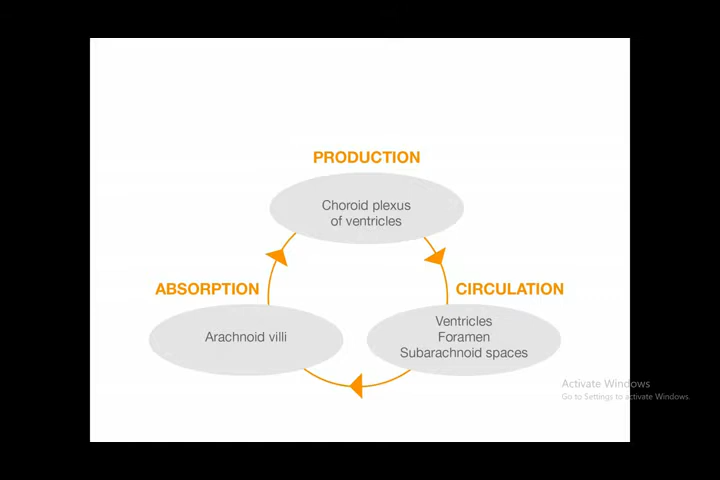 PRODUCTION
Choroid plexus
of ventricles
ABSORPTION
Arachnoid villi
CIRCULATION
Ventricles
Foramen
Subarachnoid spaces
Activate Windows
Go to Settings to activate Windows.